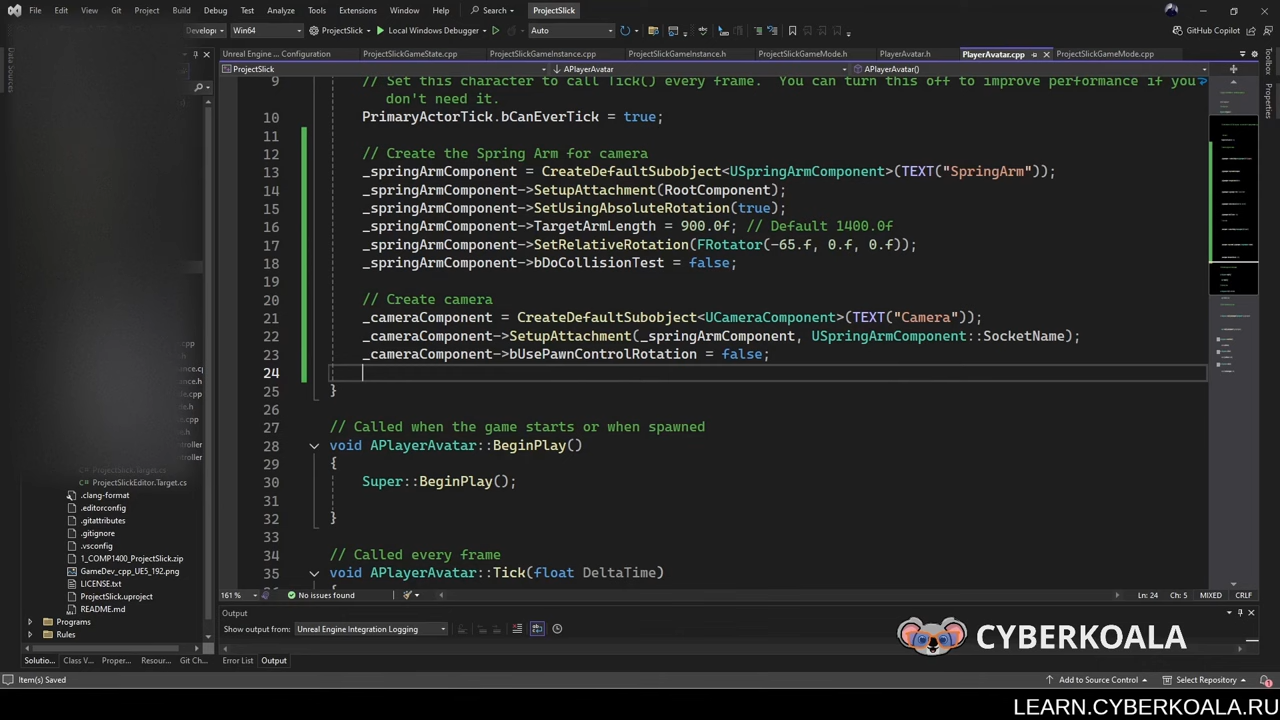 File Edit View Git Project Build Debug Test Analyze Tools Extensions Window Help Search ProjectSlick
Develo Win64 ProjectSlick Local Windows Debugger Auto GitHub Copilot
Unreal Engine ... Configuration ProjectSlickGameState.cpp ProjectSlickGameInstance.cpp ProjectSlickGameInstance.h ProjectSlickGameMode.h PlayerAvatar.h PlayerAvatar.cpp ProjectSlickGameMode.cpp
ProjectSlick APlayerAvatar APlayerAvatar()
Data Sources
Toolbox
Properties
9 // Set this character to call Tick() every frame. You can turn this off to improve performance if you
don't need it.
10 PrimaryActorTick.bCanEverTick = true;
11
12 // Create the Spring Arm for camera
13 _springArmComponent = CreateDefaultSubobject<USpringArmComponent>(TEXT("SpringArm"));
14 _springArmComponent->SetupAttachment(RootComponent);
15 _springArmComponent->SetUsingAbsoluteRotation(true);
16 _springArmComponent->TargetArmLength = 900.0f; // Default 1400.0f
17 _springArmComponent->SetRelativeRotation(FRotator(-65.f, 0.f, 0.f));
18 _springArmComponent->bDoCollisionTest = false;
19
20 // Create camera
21 _cameraComponent = CreateDefaultSubobject<UCameraComponent>(TEXT("Camera"));
22 _cameraComponent->SetupAttachment(_springArmComponent, USpringArmComponent::SocketName);
23 _cameraComponent->bUsePawnControlRotation = false;
24
25 }
26
27 // Called when the game starts or when spawned
28 void APlayerAvatar::BeginPlay()
29 {
30 Super::BeginPlay();
31
32 }
33
34 // Called every frame
35 void APlayerAvatar::Tick(float DeltaTime)
ProjectSlick.Target.cs
ProjectSlickEditor.Target.cs
.clang-format
.editorconfig
.gitattributes
.gitignore
.vsconfig
1_COMP1400_ProjectSlick.zip
GameDev_cpp_UE5_192.png
LICENSE.txt
ProjectSlick.uproject
README.md
Programs
Rules
161 % No issues found Ln: 24 Ch: 5 MIXED CRLF
Output
Show output from: Unreal Engine Integration Logging
Solutio... Class V... Proper... Resour... Git Ch... Error List Output
CYBERKOALA
Item(s) Saved Add to Source Control Select Repository
LEARN.CYBERKOALA.RU